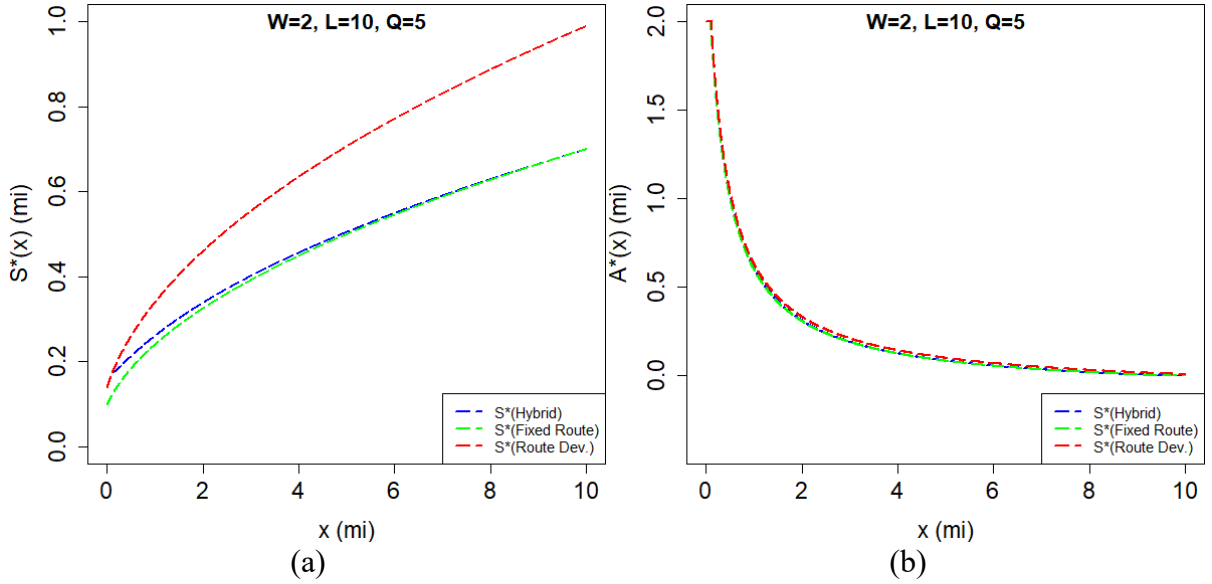 W=2, L=10, Q=5
S*(x) (mi)
1.0
0.8
0.6
0.4
0.2
0.0
S*(Hybrid)
S*(Fixed Route)
S*(Route Dev.)
0 2 4 6 8 10
x (mi)
(a)
W=2, L=10, Q=5
A*(x) (mi)
2.0
1.5
1.0
0.5
0.0
S*(Hybrid)
S*(Fixed Route)
S*(Route Dev.)
0 2 4 6 8 10
x (mi)
(b)